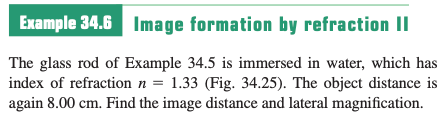 Example 34.6 Image formation by refraction II
The glass rod of Example 34.5 is immersed in water, which has
index of refraction n = 1.33 (Fig. 34.25). The object distance is
again 8.00 cm. Find the image distance and lateral magnification.